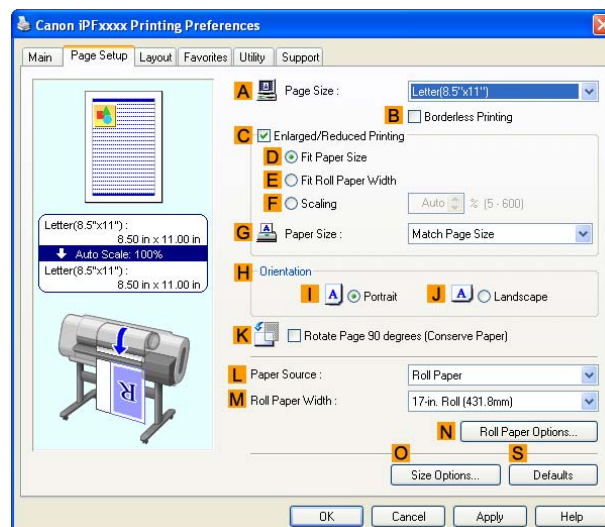 Canon iPFxxxx Printing Preferences
Main Page Setup Layout Favorites Utility Support
A Page Size : Letter(8.5"x11")
B Borderless Printing
C Enlarged/Reduced Printing
D Fit Paper Size
E Fit Roll Paper Width
F Scaling Auto % (5 - 600)
G A Paper Size : Match Page Size
Letter(8.5"x11") :
8.50 in x 11.00 in
Auto Scale: 100%
Letter(8.5"x11") :
8.50 in x 11.00 in
R
H Orientation
I A Portrait J A Landscape
K Rotate Page 90 degrees (Conserve Paper)
L Paper Source : Roll Paper
M Roll Paper Width : 17-in. Roll (431.8mm)
N Roll Paper Options...
O S
Size Options... Defaults
OK Cancel Apply Help